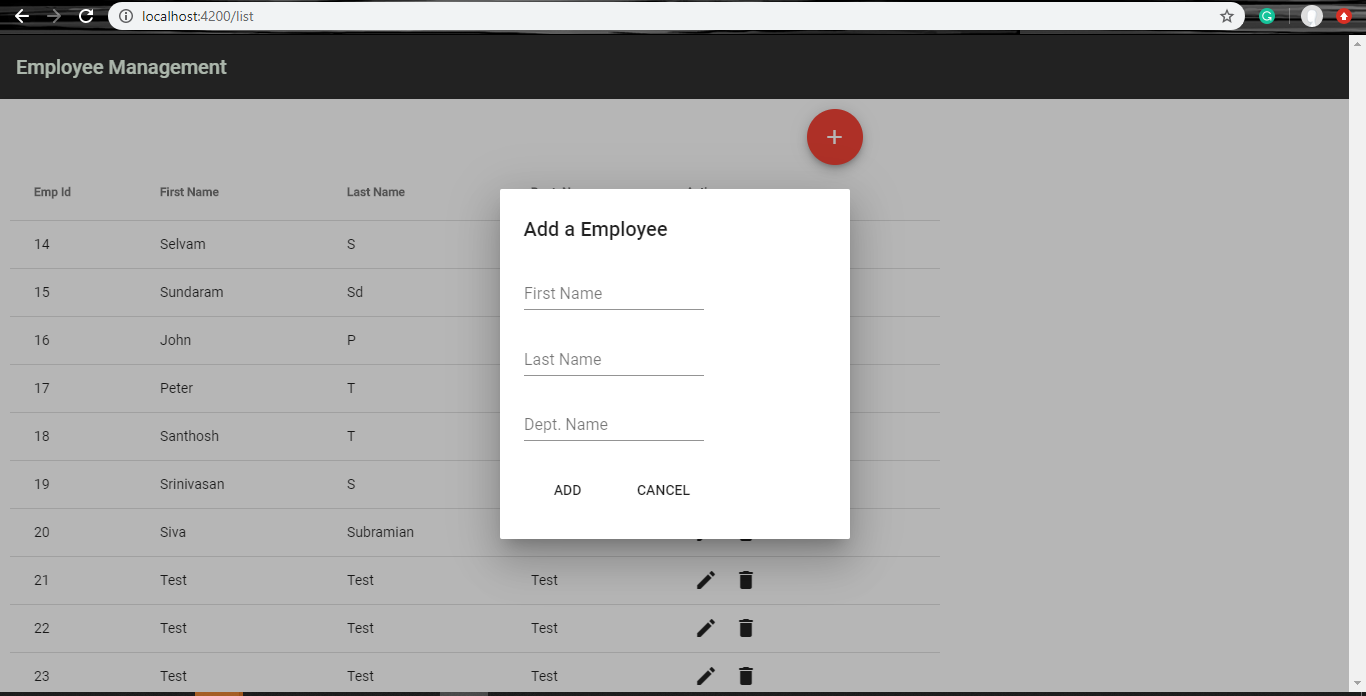 localhost:4200/list
Employee Management
+
Emp Id First Name Last Name
14 Selvam S
15 Sundaram Sd
16 John P
17 Peter T
18 Santhosh T
19 Srinivasan S
20 Siva Subramian
Add a Employee
First Name
Last Name
Dept. Name
ADD CANCEL
21 Test Test Test
22 Test Test Test
23 Test Test Test